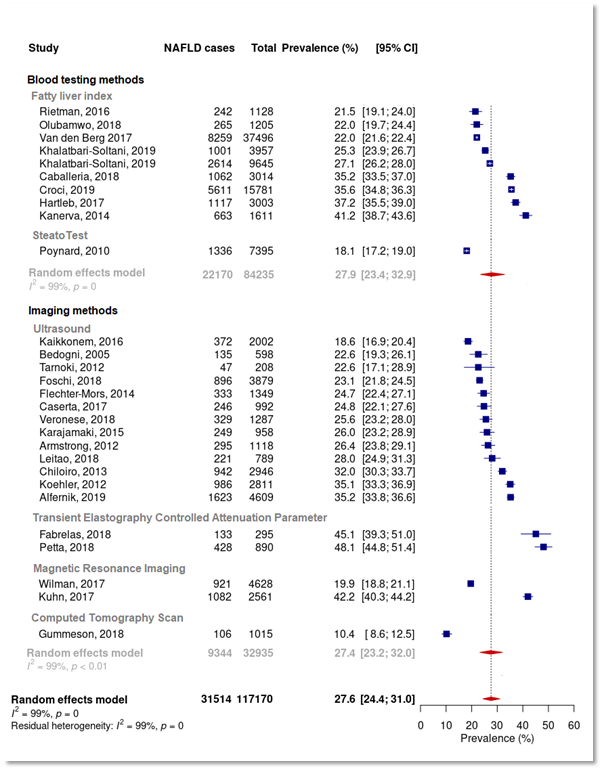 Study NAFLD cases Total Prevalence (%) [95% CI]
Blood testing methods
Fatty liver index
Rietman, 2016 242 1128 21.5 [19.1; 24.0]
Olubamwo, 2018 265 1205 22.0 [19.7; 24.4]
Van den Berg 2017 8259 37496 22.0 [21.6; 22.4]
Khalatbari-Soltani, 2019 1001 3957 25.3 [23.9; 26.7]
Khalatbari-Soltani, 2019 2614 9645 27.1 [26.2; 28.0]
Caballeria, 2018 1062 3014 35.2 [33.5; 37.0]
Croci, 2019 5611 15781 35.6 [34.8; 36.3]
Hartleb, 2017 1117 3003 37.2 [35.5; 39.0]
Kanerva, 2014 663 1611 41.2 [38.7; 43.6]
SteatoTest
Poynard, 2010 1336 7395 18.1 [17.2; 19.0]
Random effects model 22170 84235 27.9 [23.4; 32.9]
I² = 99%, p = 0
Imaging methods
Ultrasound
Kaikkonem, 2016 372 2002 18.6 [16.9; 20.4]
Bedogni, 2005 135 598 22.6 [19.3; 26.1]
Tarnoki, 2012 47 208 22.6 [17.1; 28.9]
Foschi, 2018 896 3879 23.1 [21.8; 24.5]
Flechter-Mors, 2014 333 1349 24.7 [22.4; 27.1]
Caserta, 2017 246 992 24.8 [22.1; 27.6]
Veronese, 2018 329 1287 25.6 [23.2; 28.0]
Karajamaki, 2015 249 958 26.0 [23.2; 28.9]
Armstrong, 2012 295 1118 26.4 [23.8; 29.1]
Leitao, 2018 221 789 28.0 [24.9; 31.3]
Chiloiro, 2013 942 2946 32.0 [30.3; 33.7]
Koehler, 2012 986 2811 35.1 [33.3; 36.9]
Alfernik, 2019 1623 4609 35.2 [33.8; 36.6]
Transient Elastography Controlled Attenuation Parameter
Fabrelas, 2018 133 295 45.1 [39.3; 51.0]
Petta, 2018 428 890 48.1 [44.8; 51.4]
Magnetic Resonance Imaging
Wilman, 2017 921 4628 19.9 [18.8; 21.1]
Kuhn, 2017 1082 2561 42.2 [40.3; 44.2]
Computed Tomography Scan
Gummeson, 2018 106 1015 10.4 [ 8.6; 12.5]
Random effects model 9344 32935 27.4 [23.2; 32.0]
I² = 99%, p < 0.01
Random effects model 31514 117170 27.6 [24.4; 31.0]
I² = 99%, p = 0
Residual heterogeneity: I² = 99%, p = 0
0 10 20 30 40 50 60
Prevalence (%)